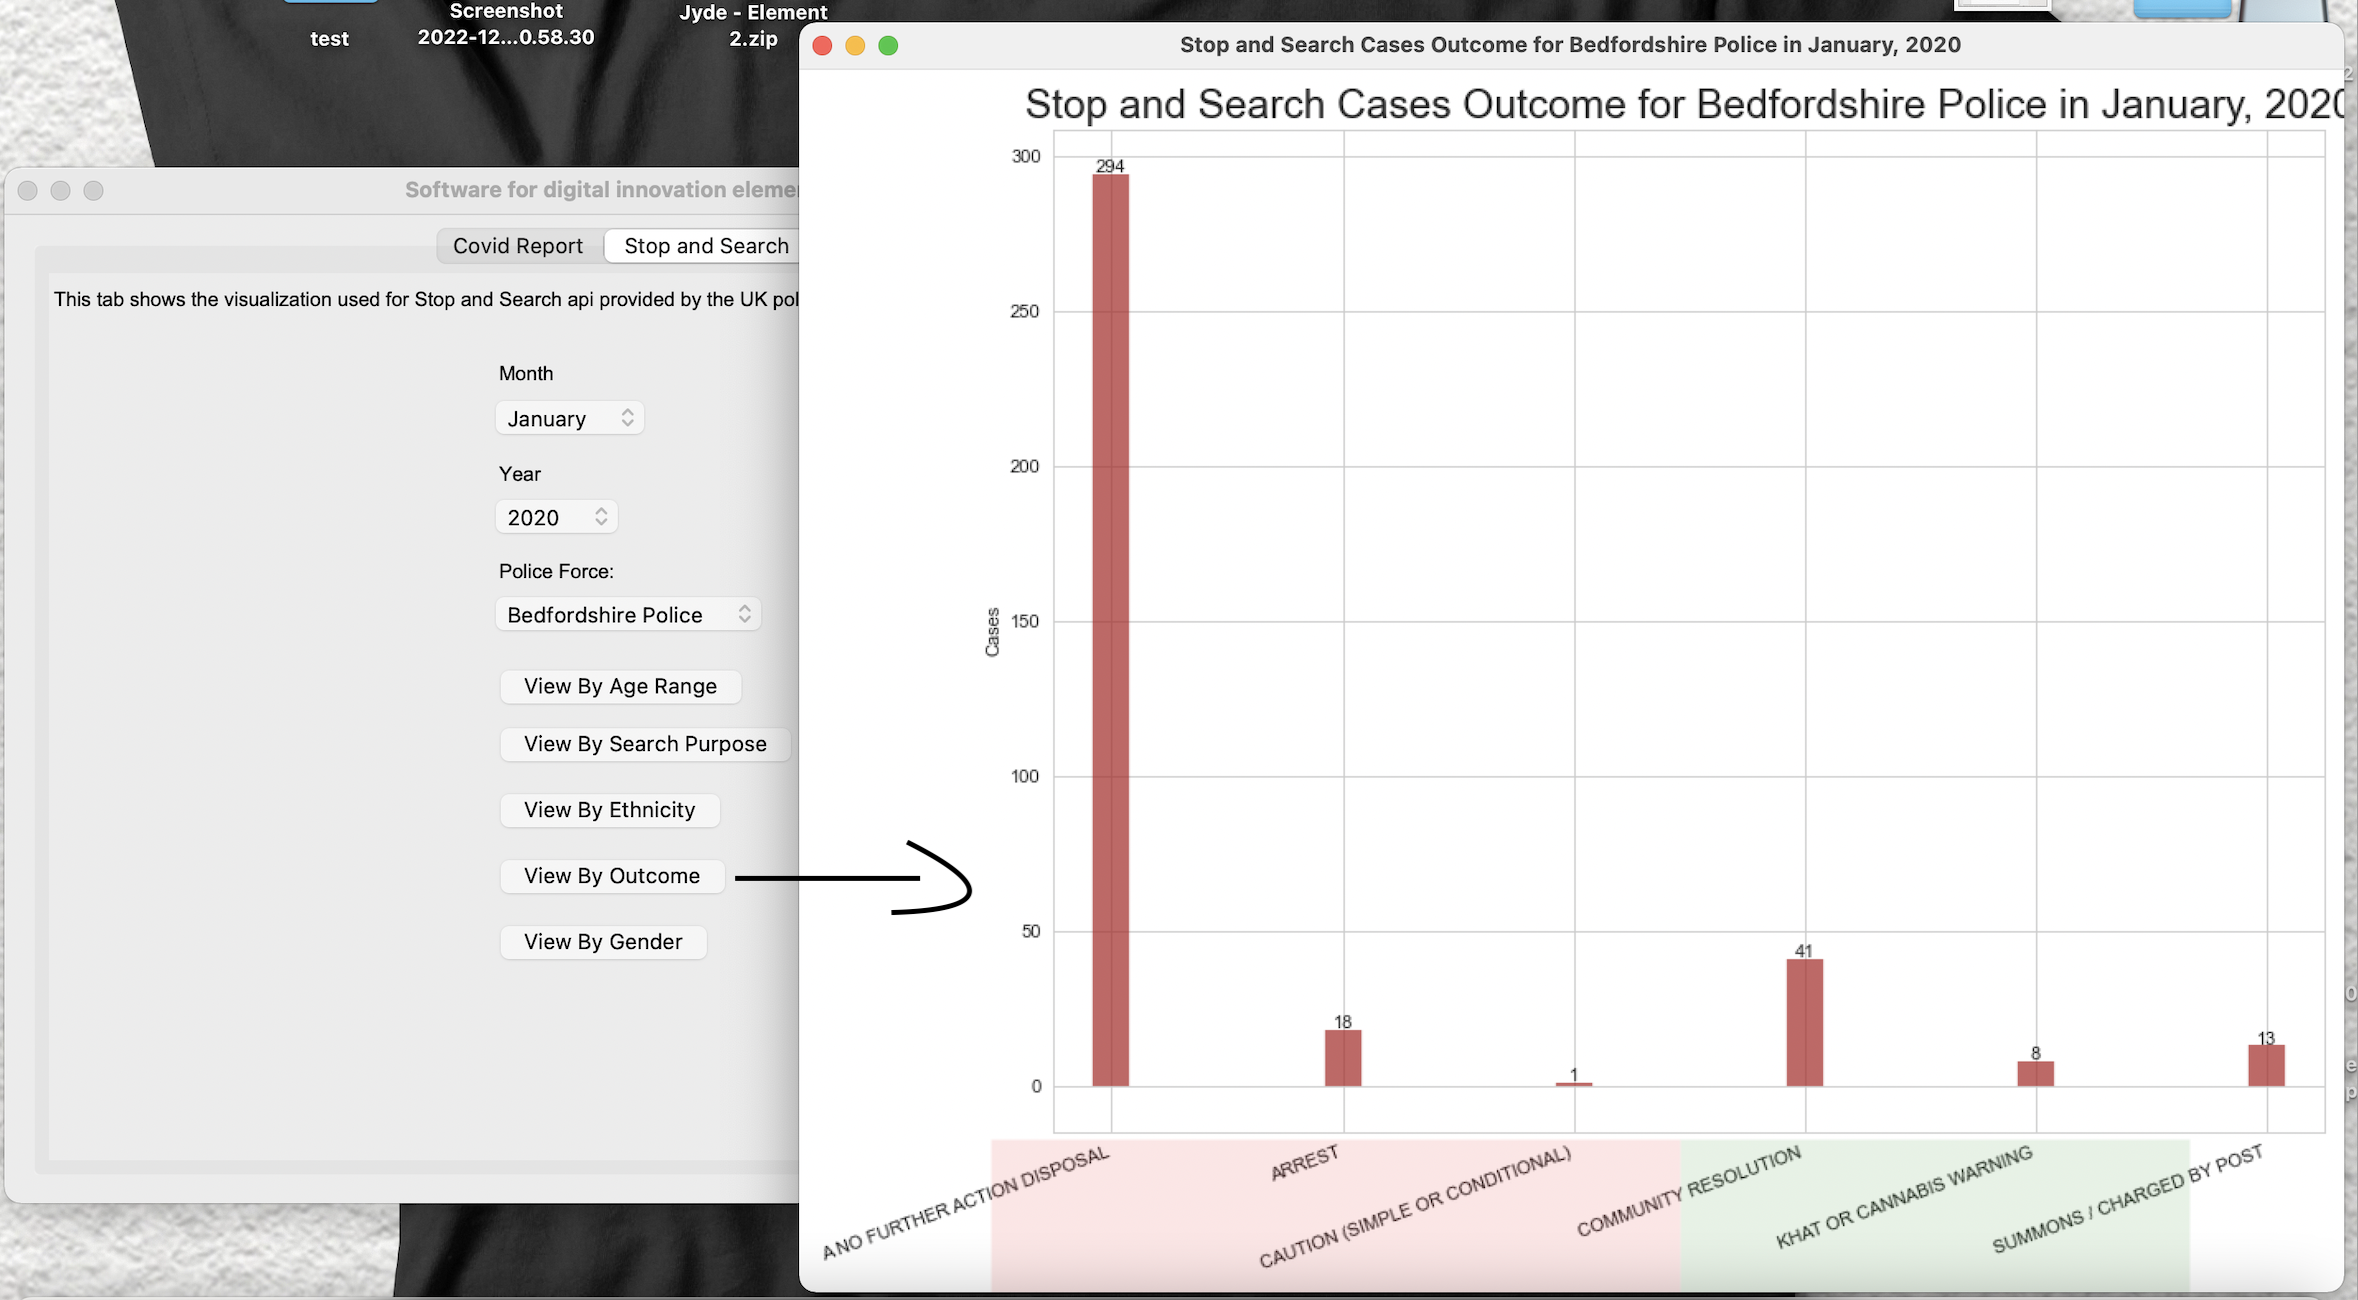 test
Screenshot
2022-12...0.58.30
Jyde - Element
2.zip
Software for digital innovation eleme
Covid Report
Stop and Search
This tab shows the visualization used for Stop and Search api provided by the UK pol
Month
January
Year
2020
Police Force:
Bedfordshire Police
View By Age Range
View By Search Purpose
View By Ethnicity
View By Outcome
View By Gender
Stop and Search Cases Outcome for Bedfordshire Police in January, 2020
Stop and Search Cases Outcome for Bedfordshire Police in January, 2020
300
250
200
150
100
50
0
Cases
294
18
1
41
8
13
A NO FURTHER ACTION DISPOSAL
ARREST
CAUTION (SIMPLE OR CONDITIONAL)
COMMUNITY RESOLUTION
KHAT OR CANNABIS WARNING
SUMMONS / CHARGED BY POST